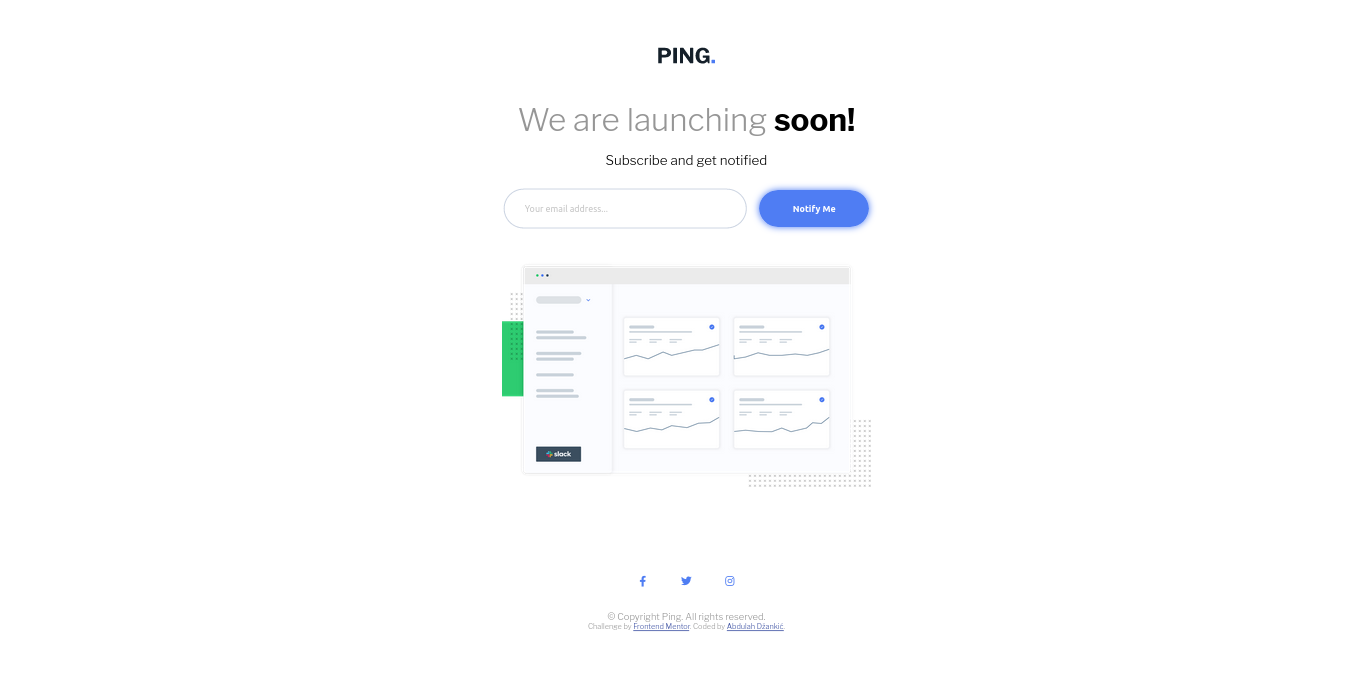 PING.
We are launching soon!
Subscribe and get notified
Your email address...
Notify Me
slack
© Copyright Ping. All rights reserved.
Challenge by Frontend Mentor. Coded by Abdulah Džankić.